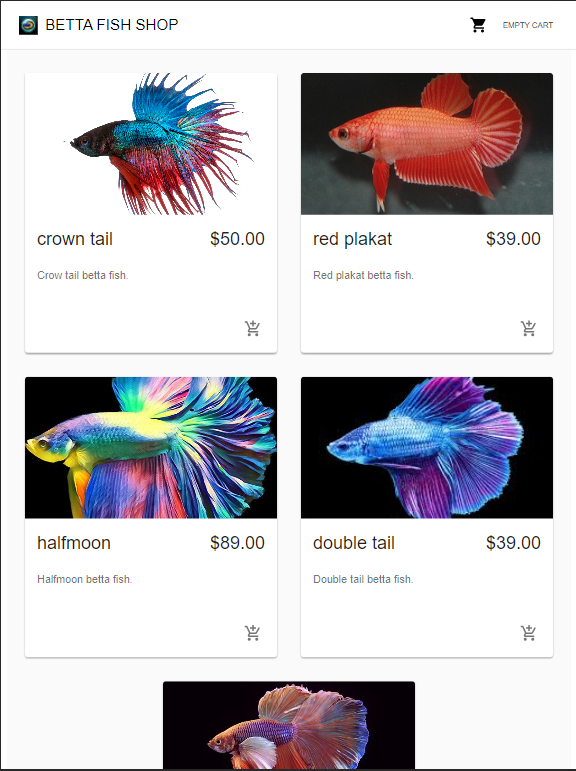 BETTA FISH SHOP
EMPTY CART
crown tail $50.00
Crow tail betta fish.
red plakat $39.00
Red plakat betta fish.
halfmoon $89.00
Halfmoon betta fish.
double tail $39.00
Double tail betta fish.